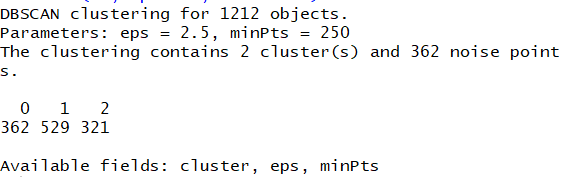 DBSCAN clustering for 1212 objects.
Parameters: eps = 2.5, minPts = 250
The clustering contains 2 cluster(s) and 362 noise point
s.
0 1 2
362 529 321
Available fields: cluster, eps, minPts